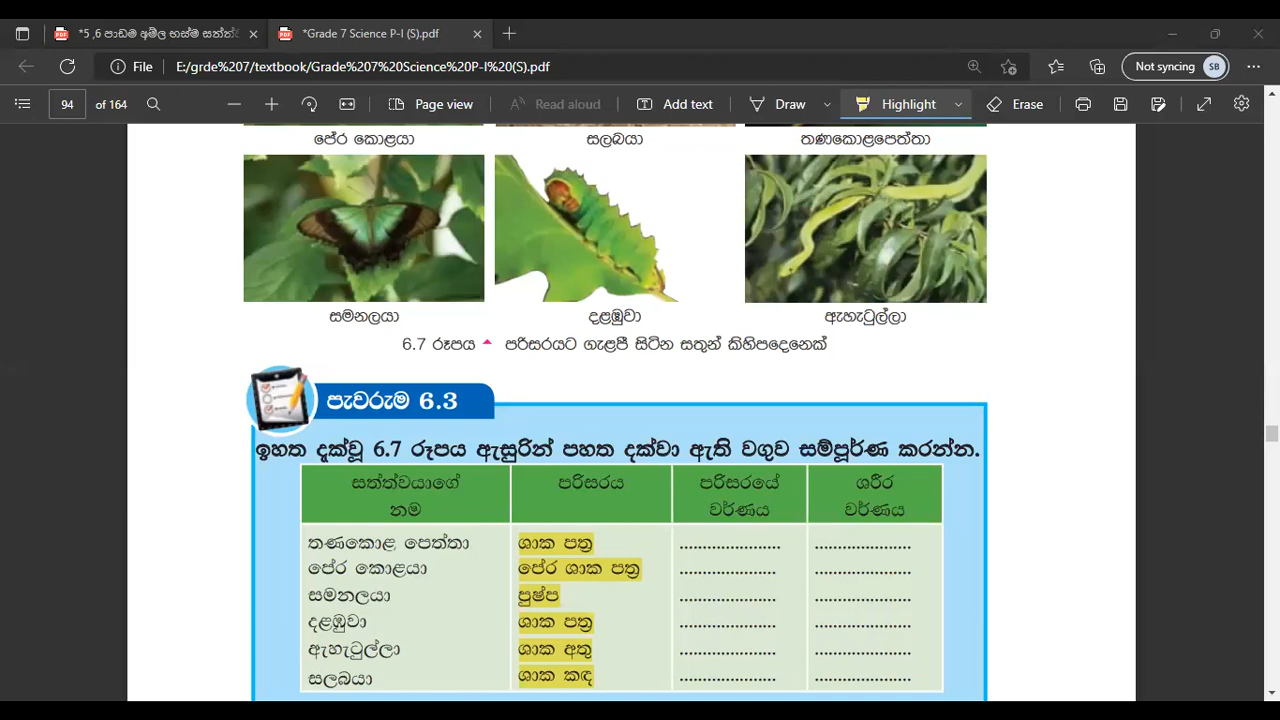 *5 ,6 පාඩම අම්ල භස්ම සත්ත්ව
*Grade 7 Science P-I (S).pdf
File
E:/grde%207/textbook/Grade%207%20Science%20P-I%20(S).pdf
Not syncing
SB
94 of 164
Page view
Read aloud
Add text
Draw
Highlight
Erase
පේර කොළයා
සලබයා
තණකොළපෙත්තා
සමනලයා
දළඹුවා
ඇහැටුල්ලා
6.7 රූපය ▲ පරිසරයට ගැළපී සිටින සතුන් කිහිපදෙනෙක්
පැවරුම 6.3
ඉහත දැක්වූ 6.7 රූපය ඇසුරින් පහත දක්වා ඇති වගුව සම්පූර්ණ කරන්න.
සත්ත්වයාගේ නම
පරිසරය
පරිසරයේ වර්ණය
ශරීර වර්ණය
තණකොළ පෙත්තා ශාක පත්‍ර ...................... .....................
පේර කොළයා පේර ශාක පත්‍ර ..................... .....................
සමනලයා පුෂ්ප ..................... .....................
දළඹුවා ශාක පත්‍ර ..................... .....................
ඇහැටුල්ලා ශාක අතු ..................... .....................
සලබයා ශාක කඳ ..................... .....................